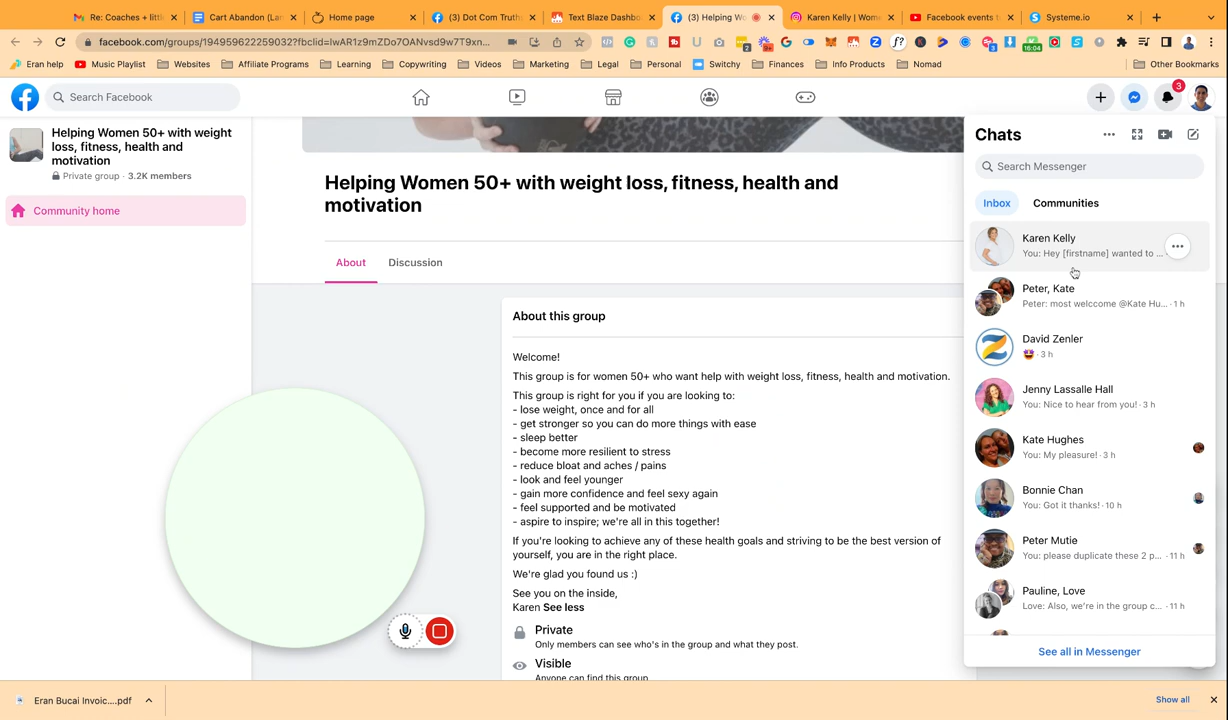 Re: Coaches + littl
Cart Abandon (Lan
Home page
(3) Dot Com Truth
Text Blaze Dashbo
(3) Helping Wo
Karen Kelly | Wome
Facebook events t
Systeme.io
facebook.com/groups/194959622259032?fbclid=IwAR1z9mZDo7OANvsd9w7T9xn...
2
9+
3
16:04
Eran help
Music Playlist
Websites
Affiliate Programs
Learning
Copywriting
Videos
Marketing
Legal
Personal
Switchy
Finances
Info Products
Nomad
Other Bookmarks
Search Facebook
3
Helping Women 50+ with weight
loss, fitness, health and
motivation
Private group · 3.2K members
Community home
Helping Women 50+ with weight loss, fitness, health and
motivation
About
Discussion
About this group
Welcome!
This group is for women 50+ who want help with weight loss, fitness, health and motivation.
This group is right for you if you are looking to:
- lose weight, once and for all
- get stronger so you can do more things with ease
- sleep better
- become more resilient to stress
- reduce bloat and aches / pains
- look and feel younger
- gain more confidence and feel sexy again
- feel supported and be motivated
- aspire to inspire; we're all in this together!
If you're looking to achieve any of these health goals and striving to be the best version of
yourself, you are in the right place.
We're glad you found us :)
See you on the inside,
Karen See less
Private
Only members can see who's in the group and what they post.
Visible
Anyone can find this group.
Chats
Search Messenger
Inbox
Communities
Karen Kelly
You: Hey [firstname] wanted to ...
Peter, Kate
Peter: most welccome @Kate Hu... · 1 h
David Zenler
· 3 h
Jenny Lassalle Hall
You: Nice to hear from you! · 3 h
Kate Hughes
You: My pleasure! · 3 h
Bonnie Chan
You: Got it thanks! · 10 h
Peter Mutie
You: please duplicate these 2 p... · 11 h
Pauline, Love
Love: Also, we're in the group c... · 11 h
See all in Messenger
Eran Bucai Invoic....pdf
Show all